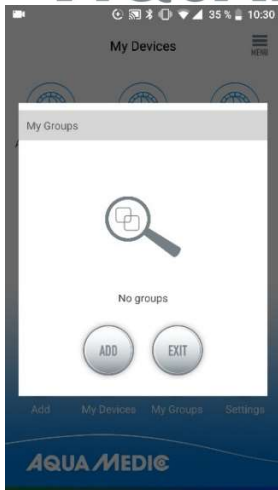 35 % 10:30
My Devices
MENU
My Groups
No groups
ADD
EXIT
Add My Devices My Groups Settings
AQUA MEDIC